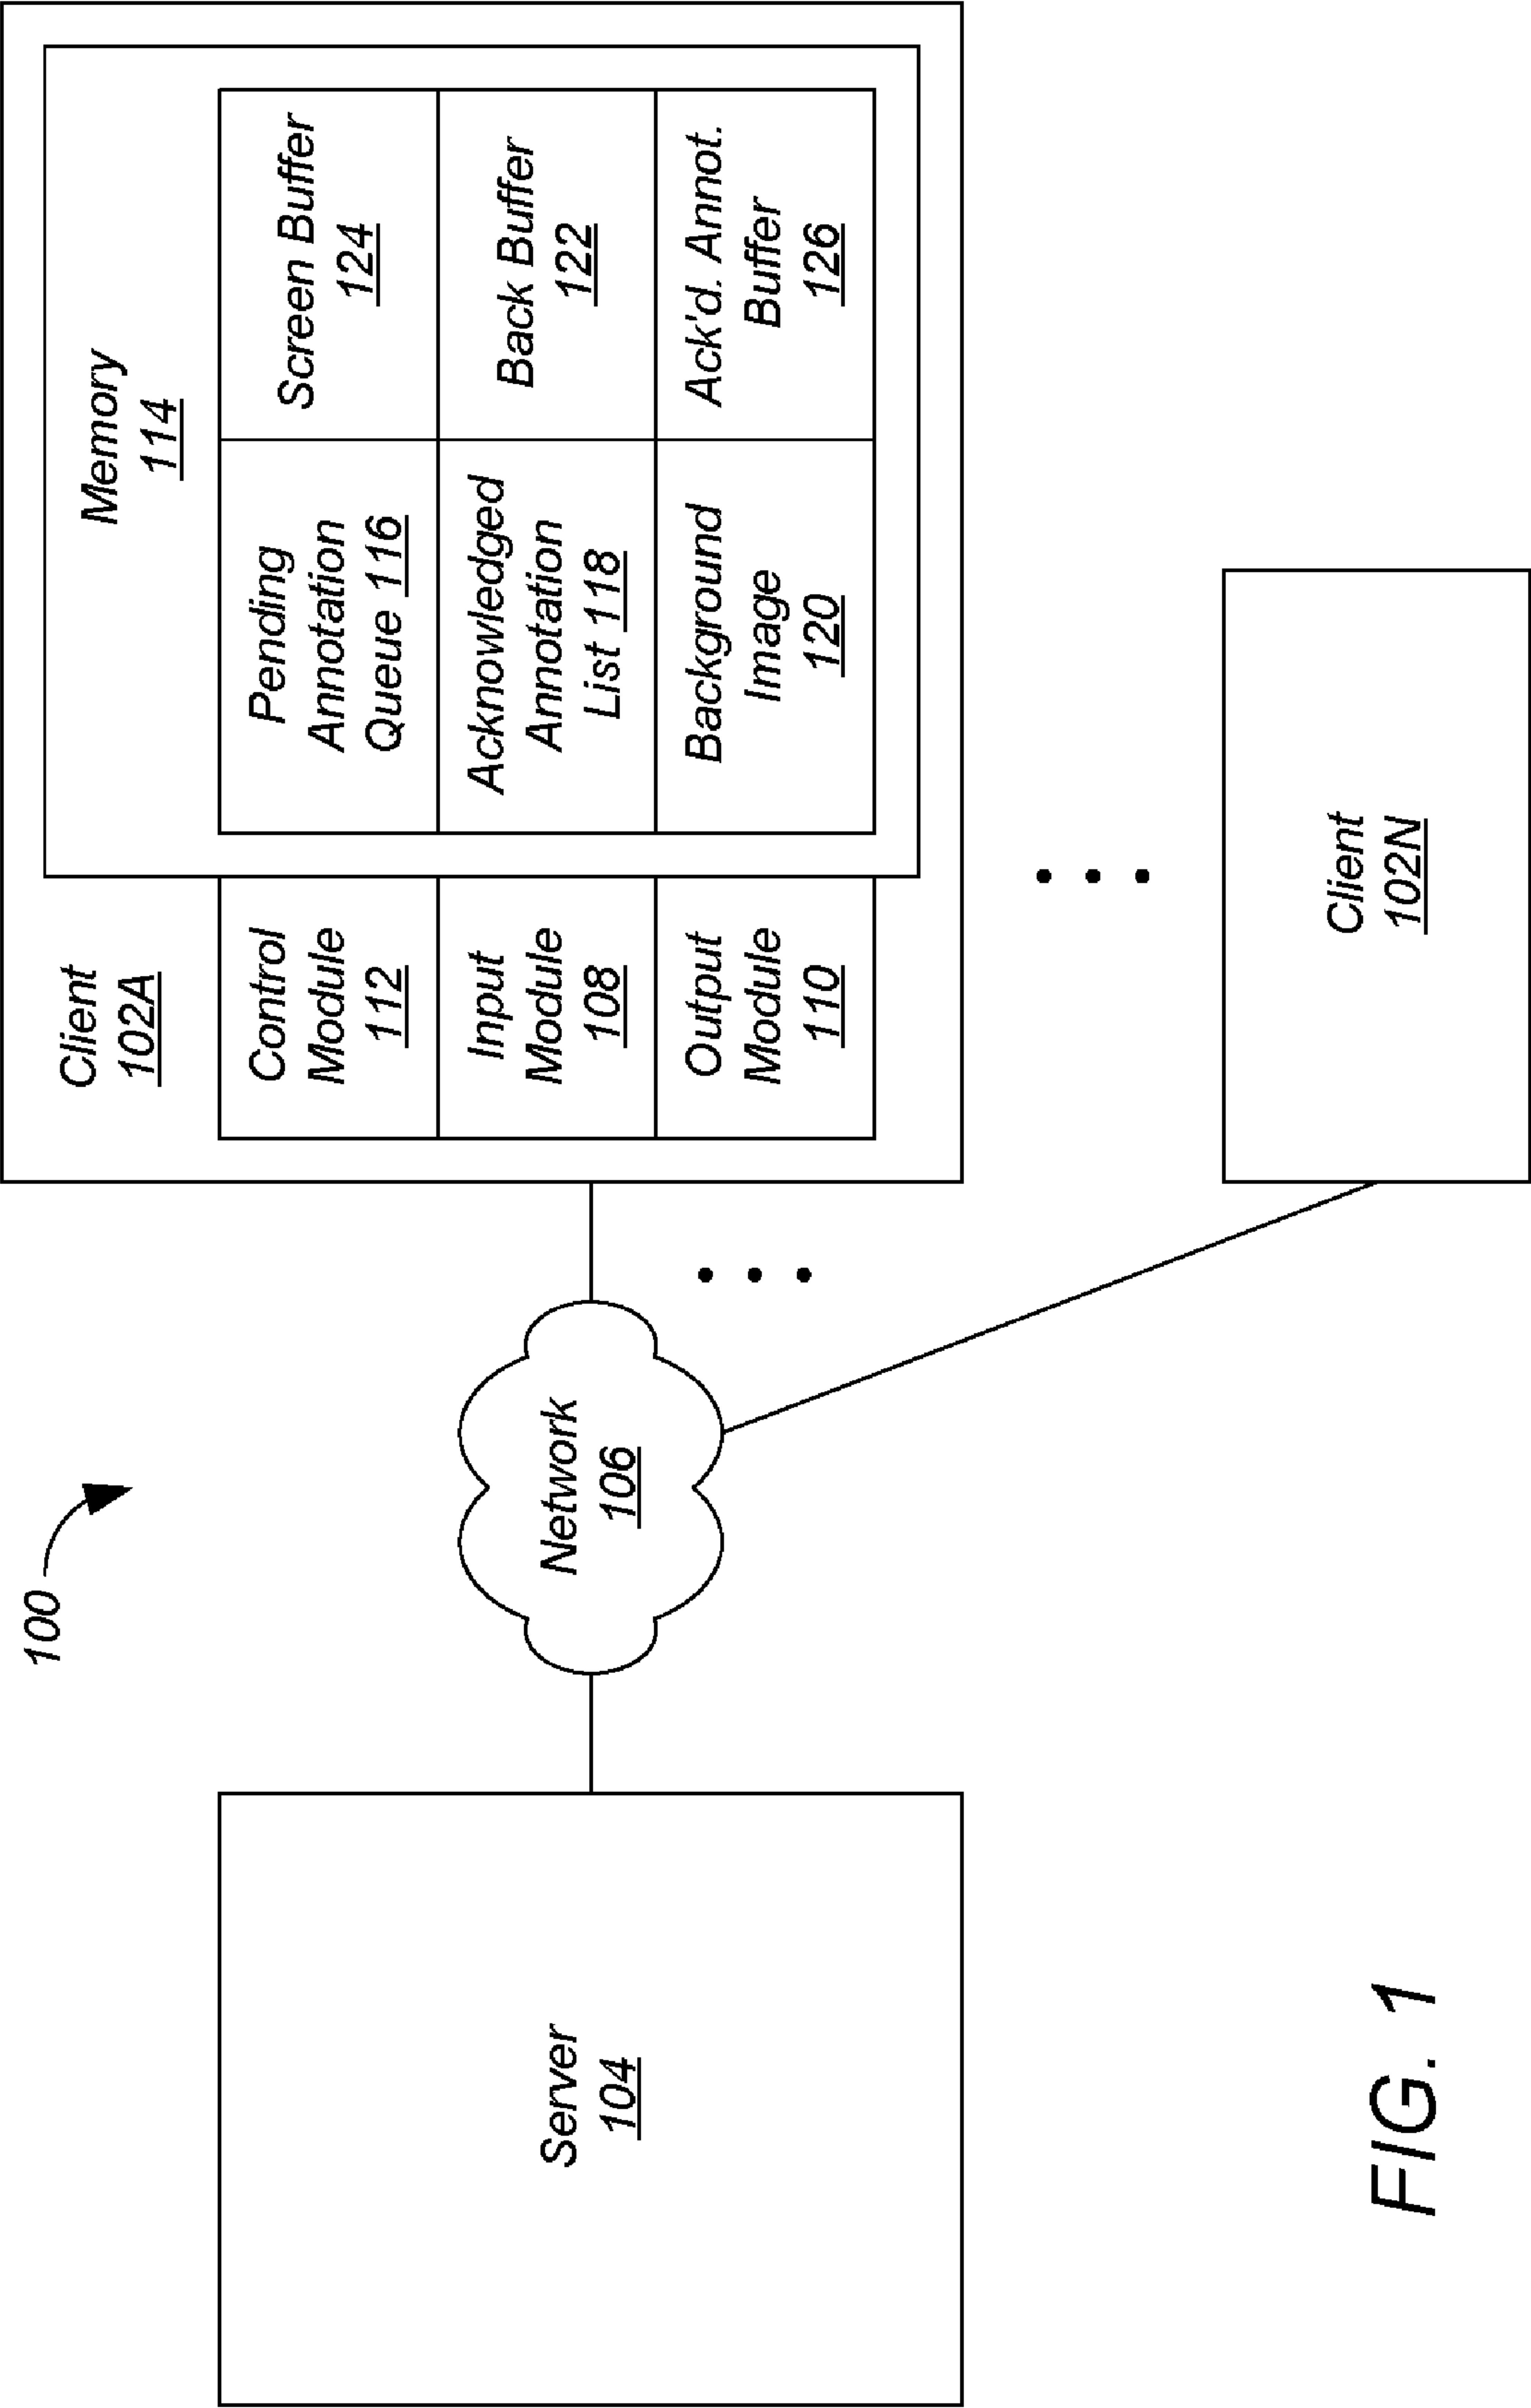 100
Server
104
Network
106
Client
102A
Control
Module
112
Input
Module
108
Output
Module
110
Memory
114
Pending
Annotation
Queue 116
Screen Buffer
124
Acknowledged
Annotation
List 118
Back Buffer
122
Background
Image
120
Ack'd. Annot.
Buffer
126
Client
102N
FIG. 1